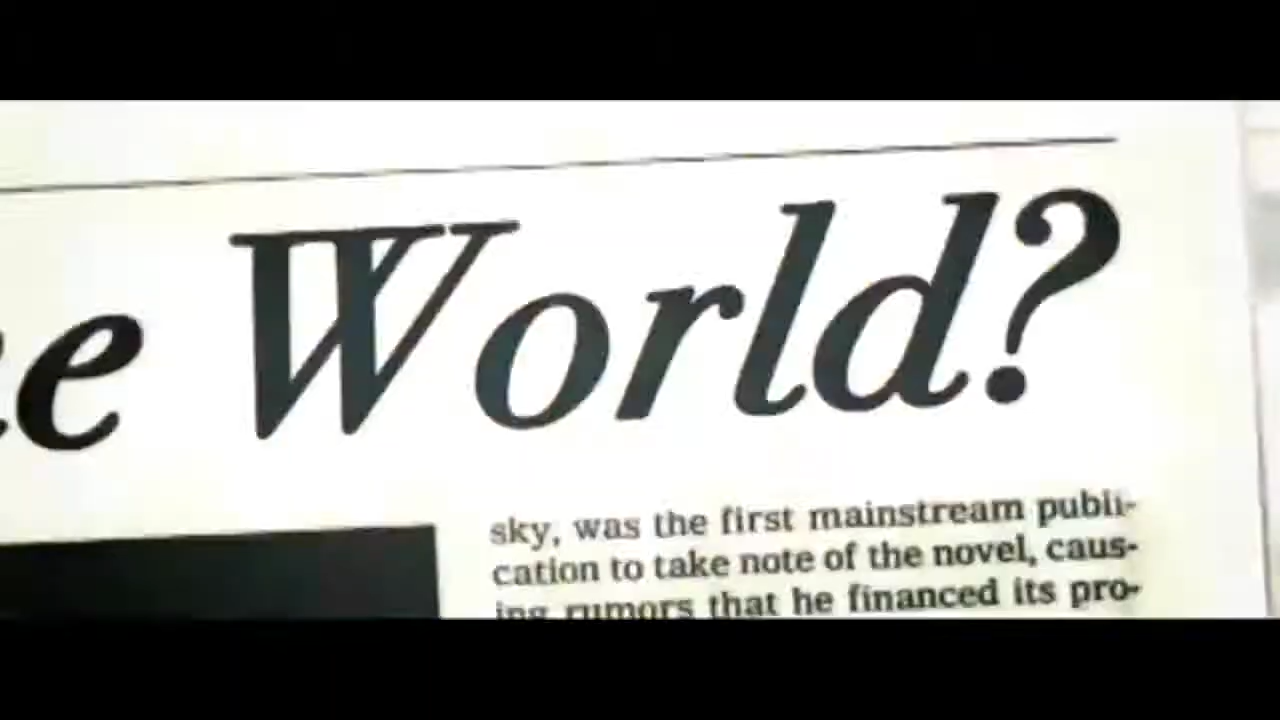 e World?
sky, was the first mainstream publi-
cation to take note of the novel, caus-
ing rumors that he financed its pro-